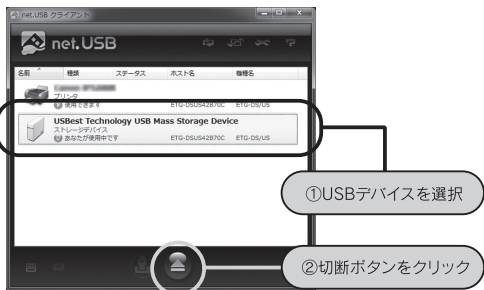 net.USB クライアント
net.USB
名前 種類 ステータス ホスト名 機種名
プリンタ
使用できます ETG-DSUS42B70C ETG-DS/US
USBest Technology USB Mass Storage Device
ストレージデバイス
あなたが使用中です ETG-DSUS42B70C ETG-DS/US
①USBデバイスを選択
②切断ボタンをクリック